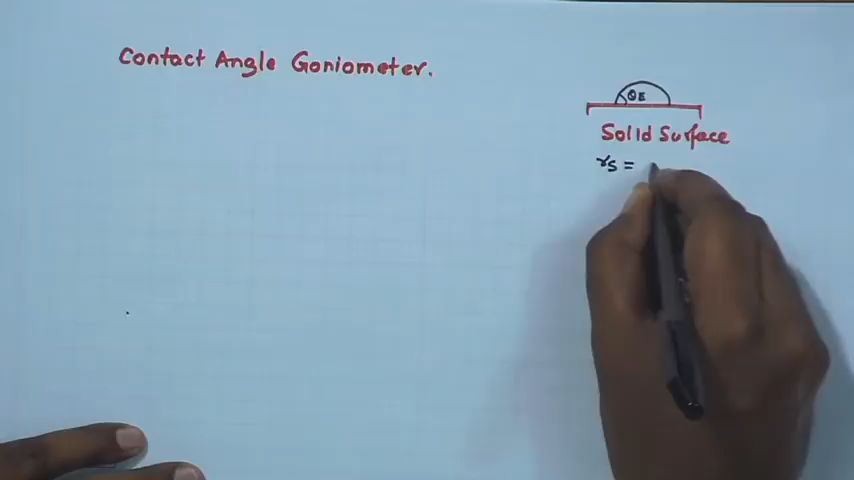 Contact Angle Goniometer.
θE
Solid Surface
γs =